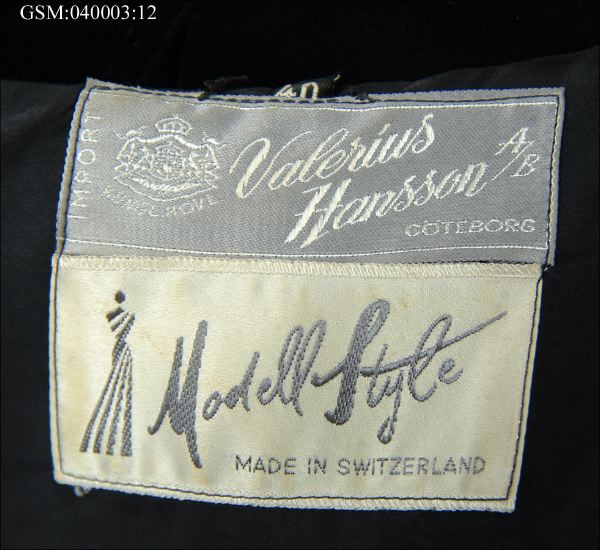 GSM:040003:12
40
IMPORT
Valerius
Hansson A/B
GÖTEBORG
Modell Style
MADE IN SWITZERLAND